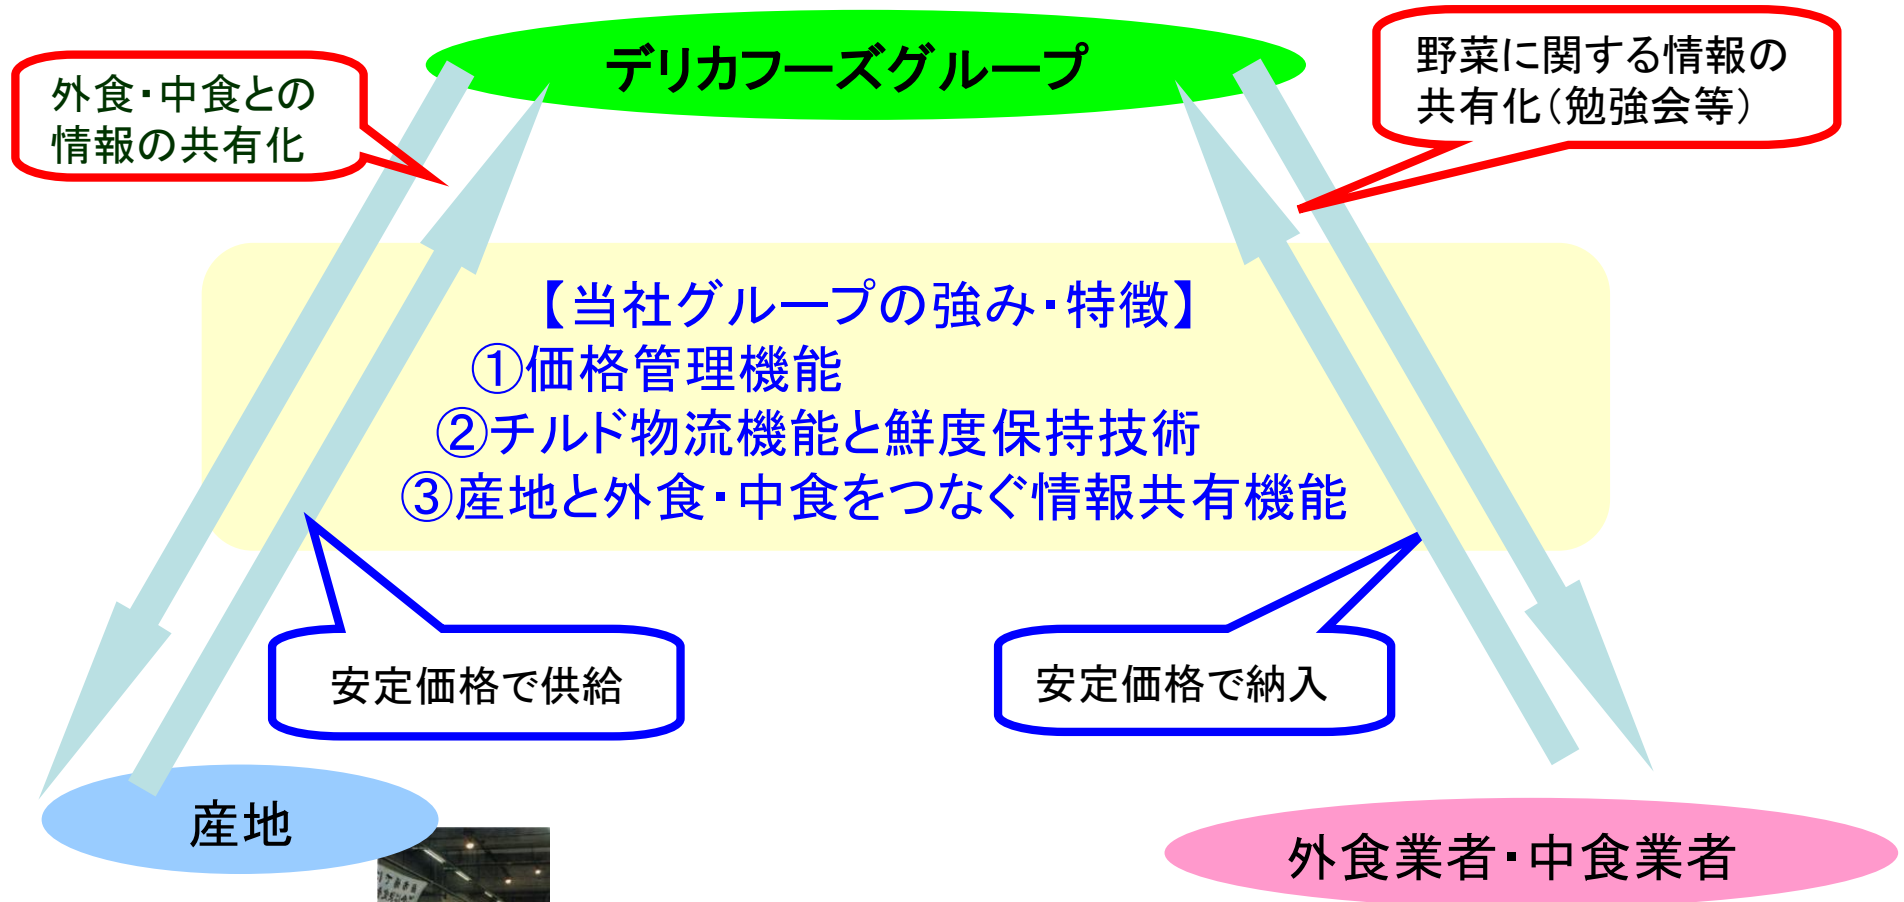 デリカフーズグループ
外食・中食との
情報の共有化
野菜に関する情報の
共有化（勉強会等）
【当社グループの強み・特徴】
①価格管理機能
②チルド物流機能と鮮度保持技術
③産地と外食・中食をつなぐ情報共有機能
安定価格で供給
安定価格で納入
産地
外食業者・中食業者